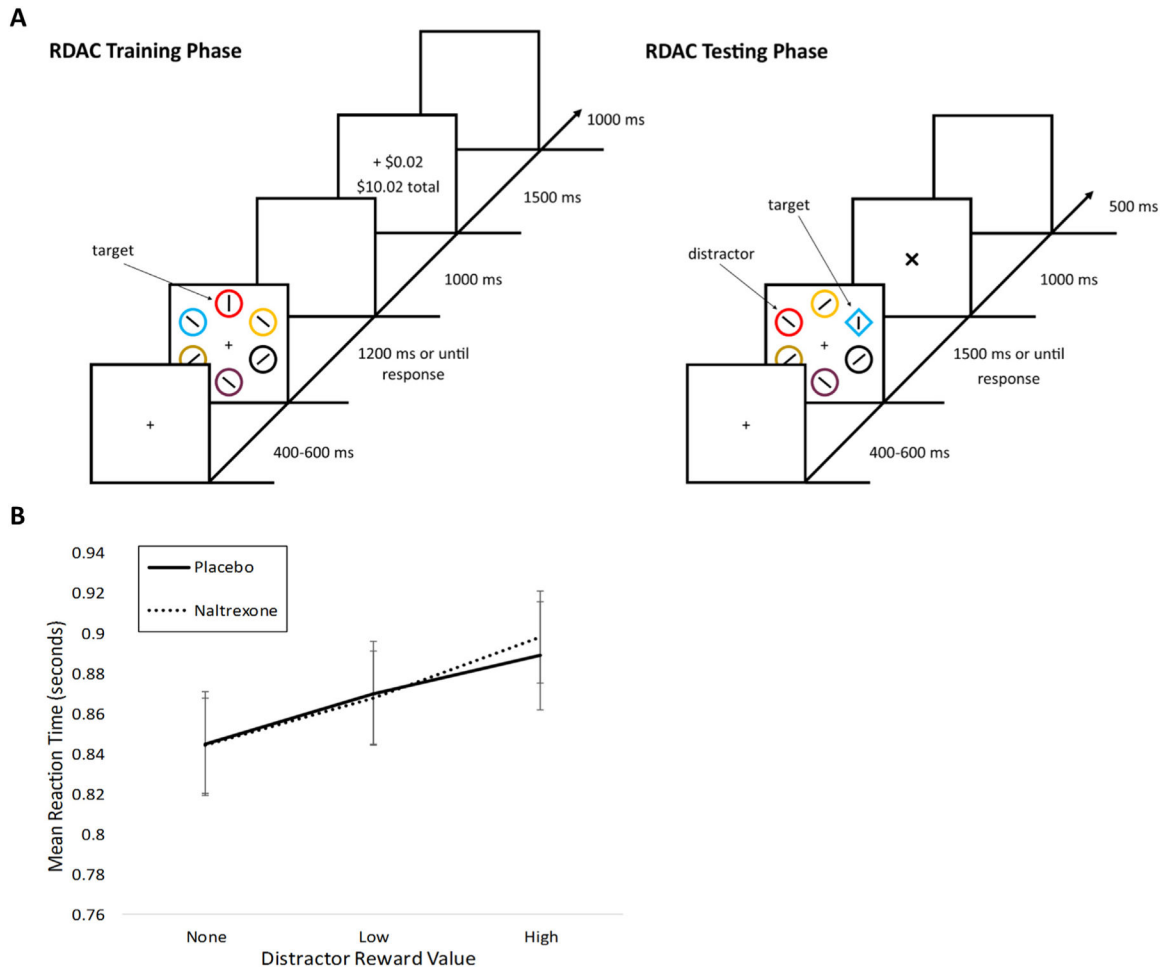 A
RDAC Training Phase
+ $0.02
$10.02 total
target
+
+
400-600 ms
1200 ms or until
response
1000 ms
1500 ms
1000 ms
RDAC Testing Phase
target
distractor
×
+
+
400-600 ms
1500 ms or until
response
1000 ms
500 ms
B
Placebo
Naltrexone
Mean Reaction Time (seconds)
0.94
0.92
0.9
0.88
0.86
0.84
0.82
0.8
0.78
0.76
None Low High
Distractor Reward Value